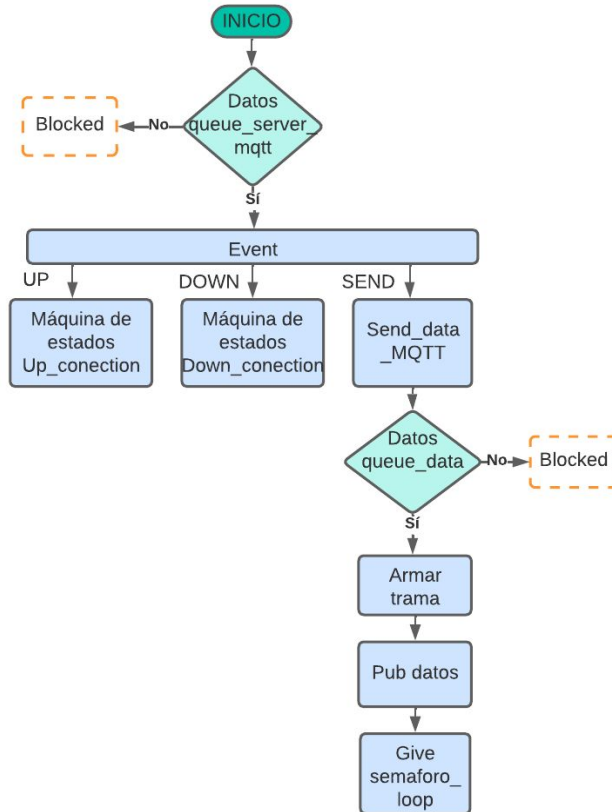 INICIO
Datos
queue_server_
mqtt
No
Blocked
Sí
Event
UP
DOWN
SEND
Máquina de
estados
Up_conection
Máquina de
estados
Down_conection
Send_data
_MQTT
Datos
queue_data
No
Blocked
Sí
Armar
trama
Pub datos
Give
semaforo_
loop